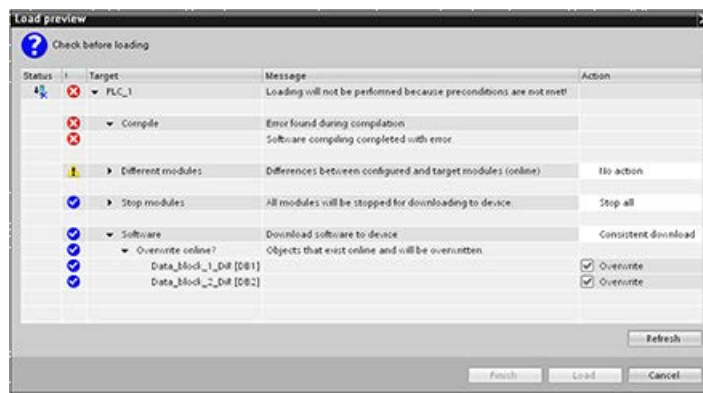 Load preview
Check before loading
Status ! Target Message Action
PLC_1 Loading will not be performed because preconditions are not met!
Compile Error found during compilation
Software compiling completed with error
Different modules Differences between configured and target modules (online) No action
Stop modules All modules will be stopped for downloading to device. Stop all
Software Download software to device Consistent download
Overwrite online? Objects that exist online and will be overwritten.
Data_block_1_Dif [DB1] Overwrite
Data_block_2_Dif [DB2] Overwrite
Refresh
Finish Load Cancel